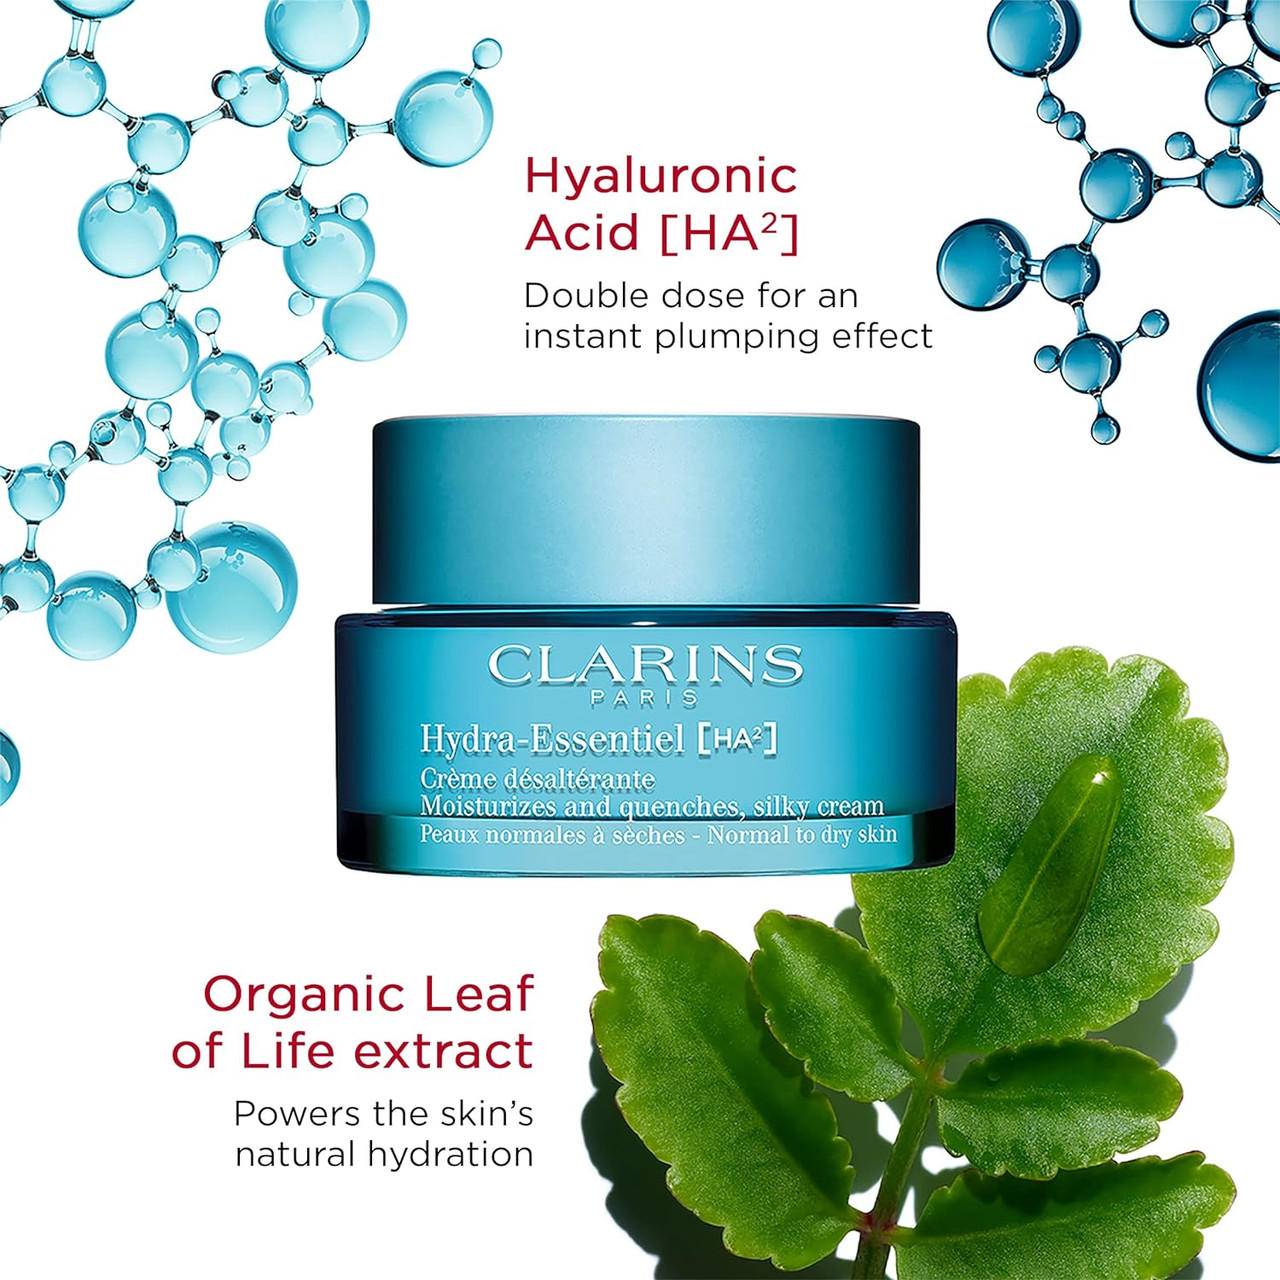 Hyaluronic
Acid [HA²]
Double dose for an
instant plumping effect
CLARINS
PARIS
Hydra-Essentiel [HA²]
Crème désaltérante
Moisturizes and quenches, silky cream
Peaux normales à sèches - Normal to dry skin
Organic Leaf
of Life extract
Powers the skin’s
natural hydration